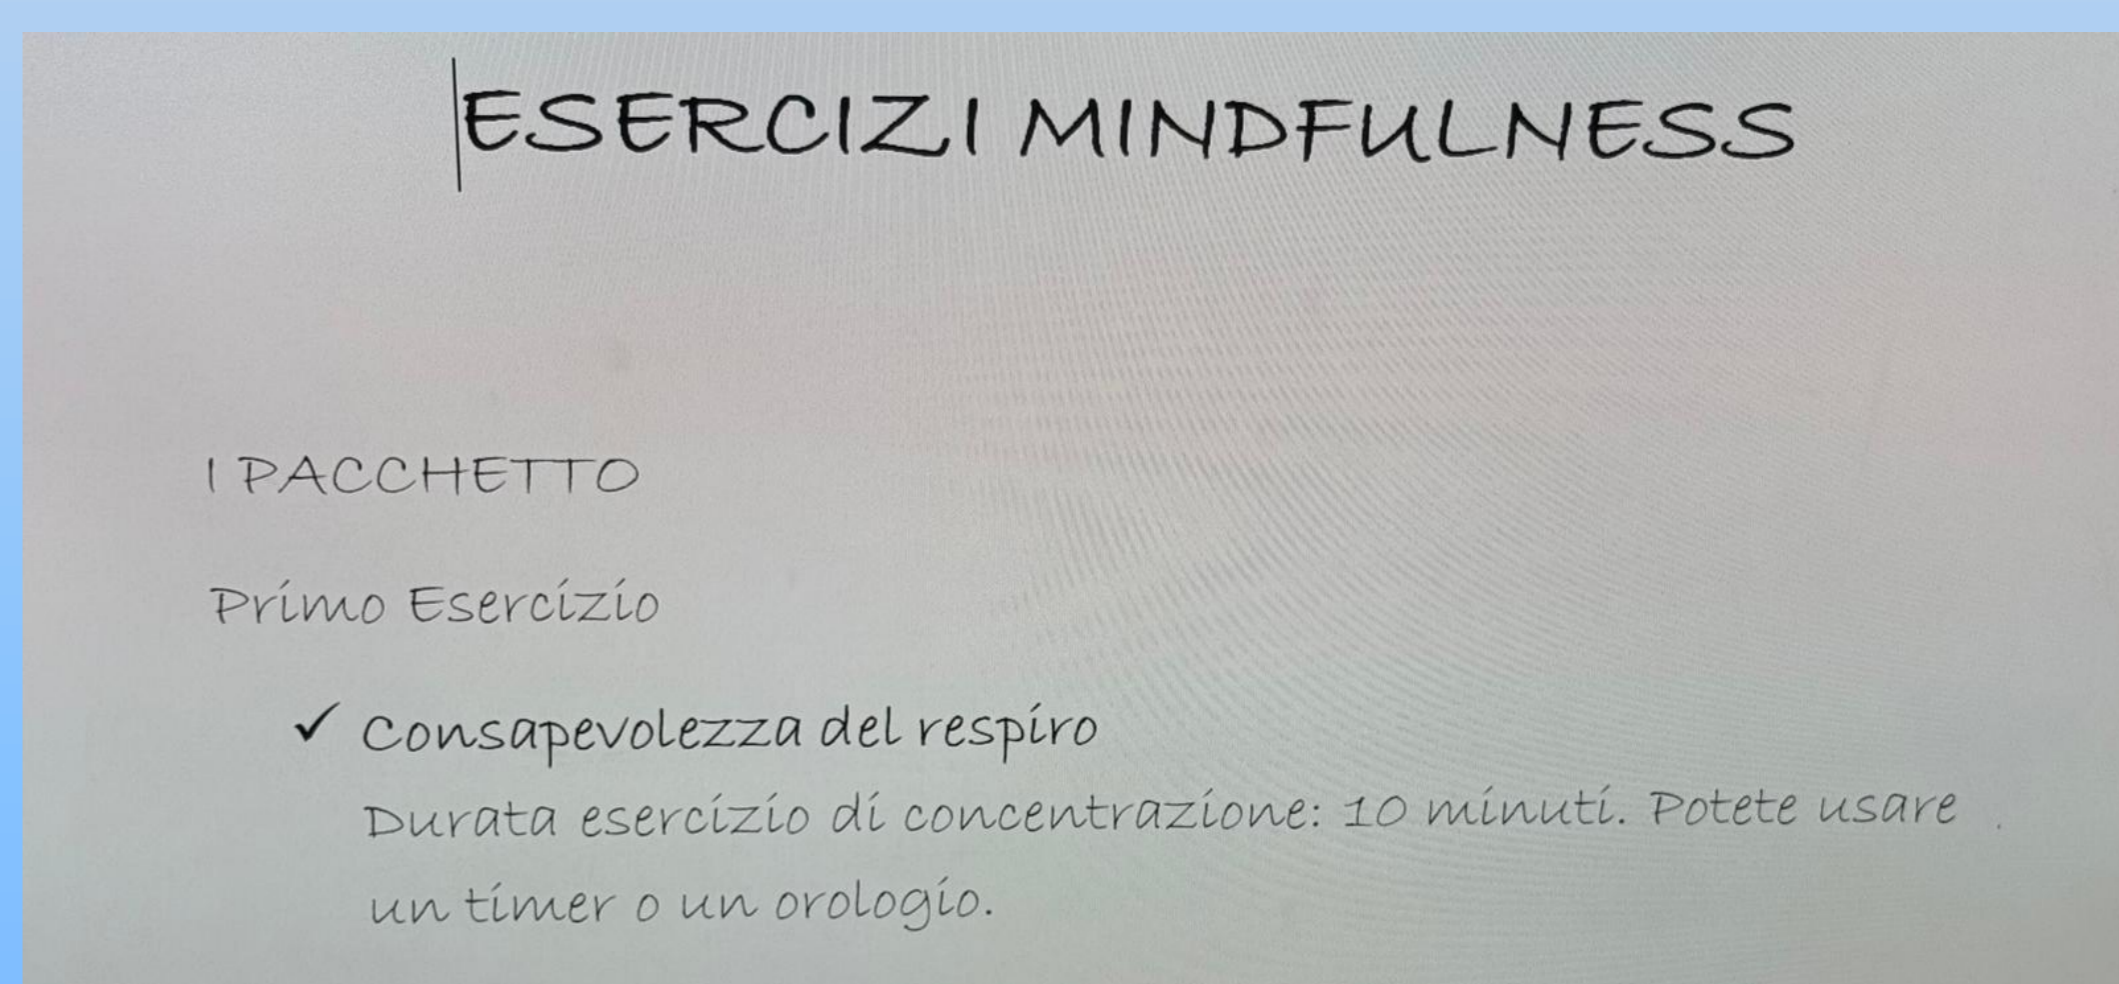 ESERCIZI MINDFULNESS
I PACCHETTO
Primo Esercizio
✓ Consapevolezza del respiro
Durata esercizio di concentrazione: 10 minuti. Potete usare
un timer o un orologio.